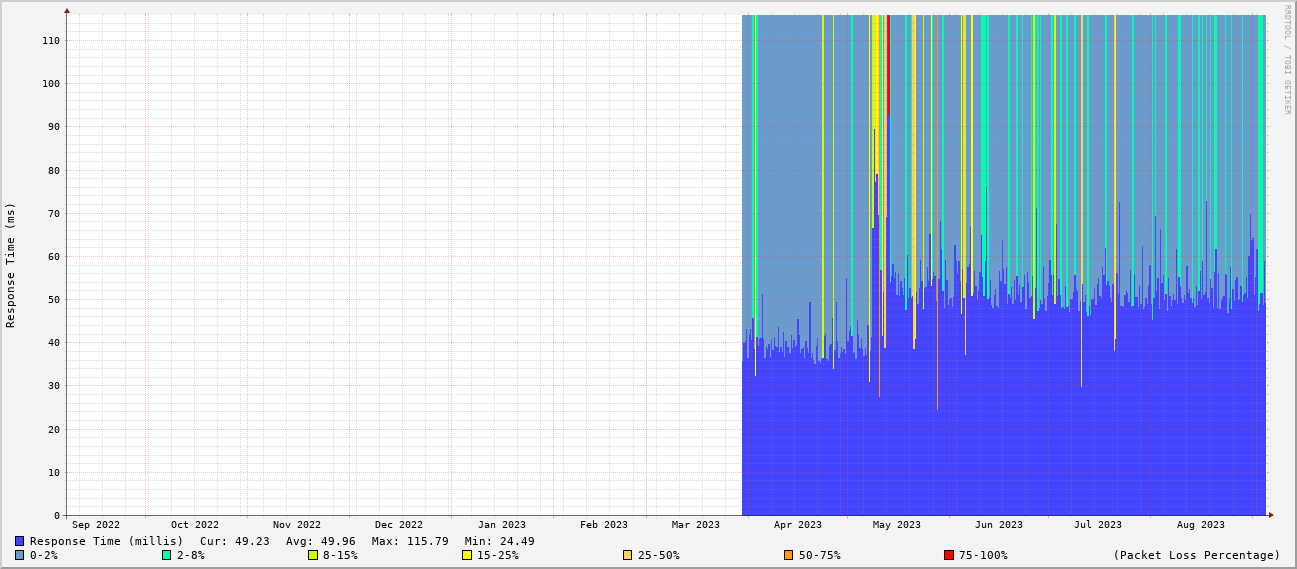 RRDTOOL / TOBI OETIKER
Response Time (ms)
110
100
90
80
70
60
50
40
30
20
10
0
Sep 2022 Oct 2022 Nov 2022 Dec 2022 Jan 2023 Feb 2023 Mar 2023 Apr 2023 May 2023 Jun 2023 Jul 2023 Aug 2023
Response Time (millis) Cur: 49.23 Avg: 49.96 Max: 115.79 Min: 24.49
0-2% 2-8% 8-15% 15-25% 25-50% 50-75% 75-100% (Packet Loss Percentage)